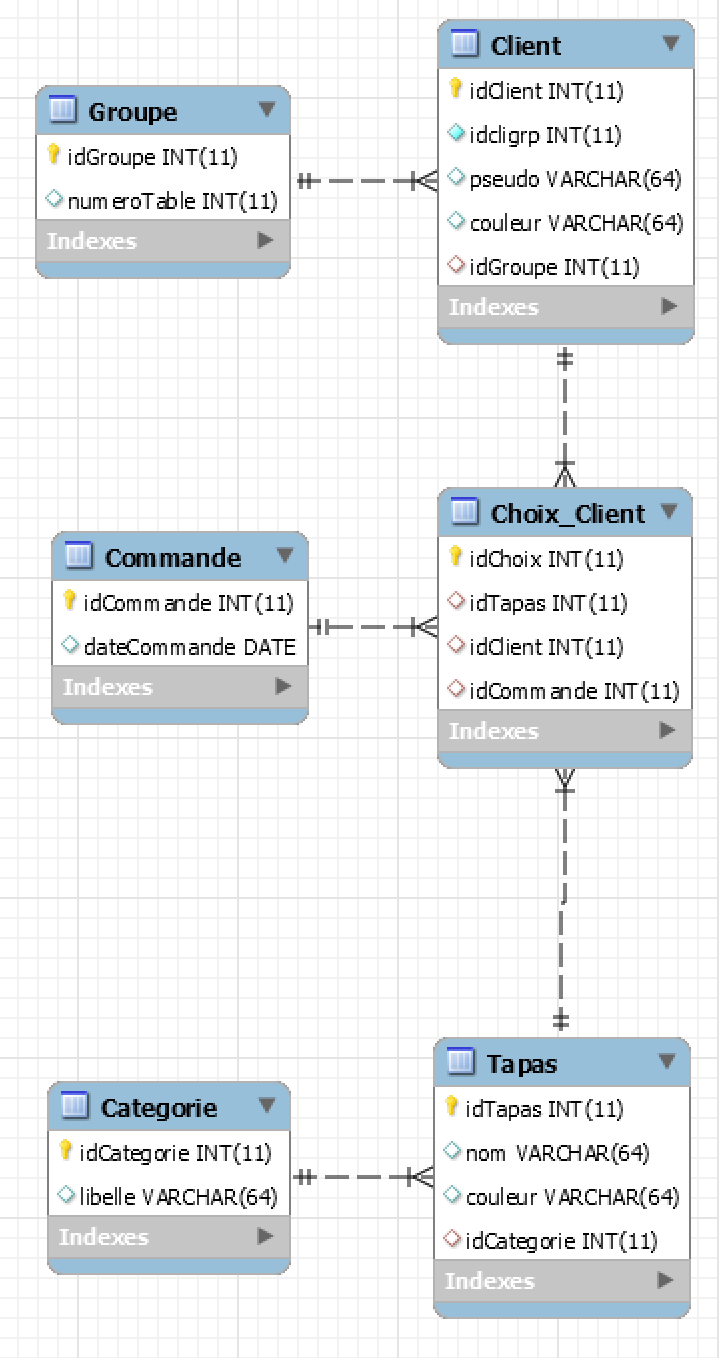 Client
idClient INT(11)
idcligrp INT(11)
pseudo VARCHAR(64)
couleur VARCHAR(64)
idGroupe INT(11)
Indexes
Groupe
idGroupe INT(11)
numeroTable INT(11)
Indexes
Choix_Client
idChoix INT(11)
idTapas INT(11)
idClient INT(11)
idCommande INT(11)
Indexes
Commande
idCommande INT(11)
dateCommande DATE
Indexes
Tapas
idTapas INT(11)
nom VARCHAR(64)
couleur VARCHAR(64)
idCategorie INT(11)
Indexes
Categorie
idCategorie INT(11)
libelle VARCHAR(64)
Indexes